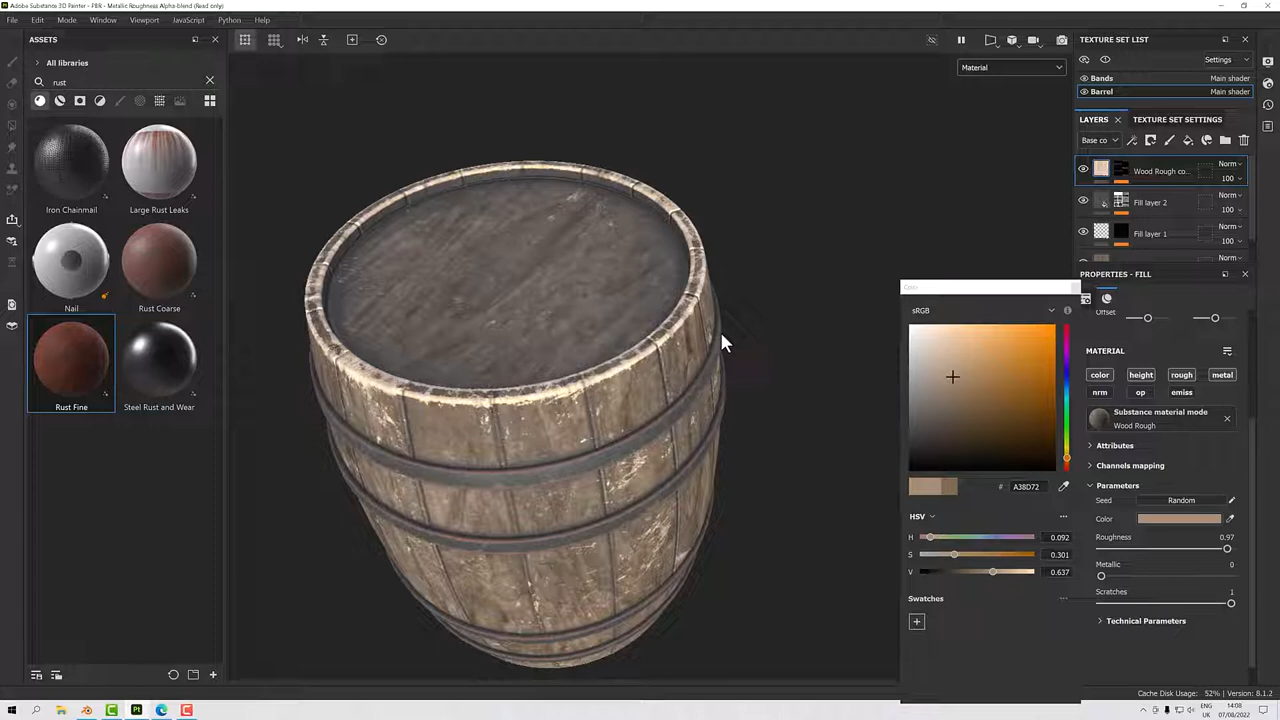 Adobe Substance 3D Painter - PBR - Metallic Roughness Alpha-blend (Read only)
File Edit Mode Window Viewport JavaScript Python Help
ASSETS
All libraries
rust
Iron Chainmail
Large Rust Leaks
Nail
Rust Coarse
Rust Fine
Steel Rust and Wear
Material
Color
sRGB
# A38D72
HSV
H 0.092
S 0.301
V 0.637
Swatches
TEXTURE SET LIST
Settings
Bands Main shader
Barrel Main shader
LAYERS TEXTURE SET SETTINGS
Base co
Wood Rough co... Norm 100
Fill layer 2 Norm 100
Fill layer 1 Norm 100
Norm
PROPERTIES - FILL
Offset
MATERIAL
color height rough metal
nrm op emiss
Substance material mode
Wood Rough
Attributes
Channels mapping
Parameters
Seed Random
Color
Roughness 0.97
Metallic 0
Scratches 1
Technical Parameters
Cache Disk Usage: 52% | Version: 8.1.2
ENG
UK
14:08
07/08/2022